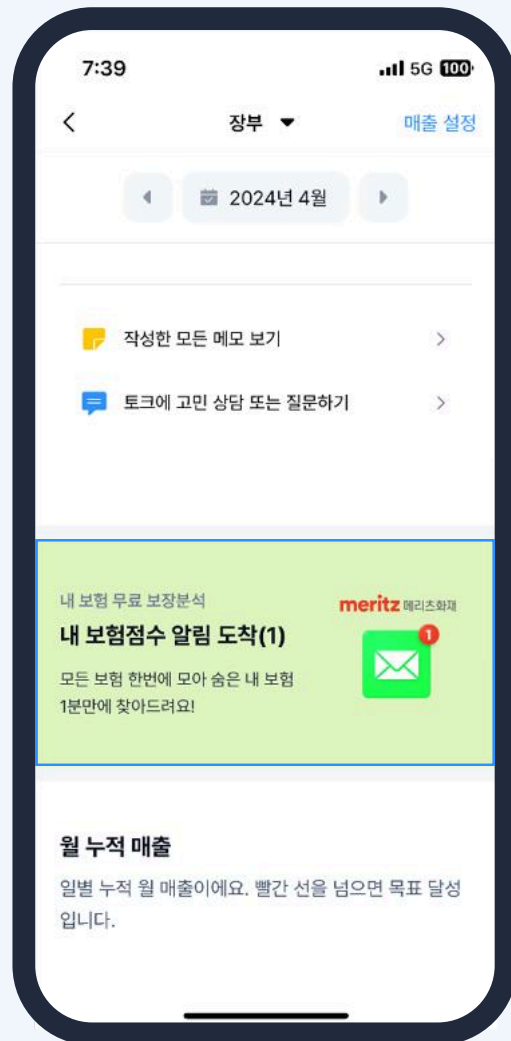 7:39
5G 100
장부
매출 설정
2024년 4월
작성한 모든 메모 보기
토크에 고민 상담 또는 질문하기
내 보험 무료 보장분석
meritz 메리츠화재
내 보험점수 알림 도착(1)
1
모든 보험 한번에 모아 숨은 내 보험
1분만에 찾아드려요!
월 누적 매출
일별 누적 월 매출이에요. 빨간 선을 넘으면 목표 달성
입니다.